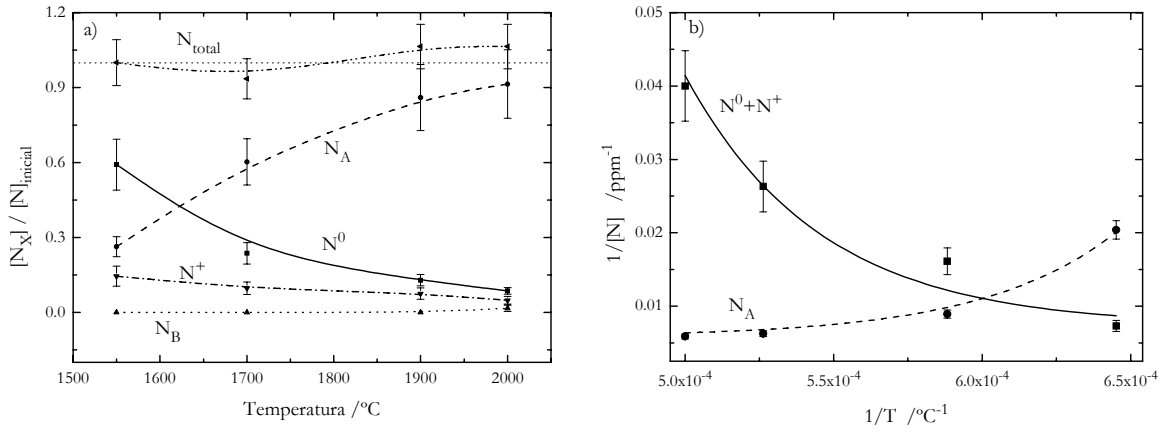 a)
N_total
N_A
N^0
N^+
N_B
[N_X] / [N]_inicial
1.2
0.9
0.6
0.3
0.0
1500 1600 1700 1800 1900 2000
Temperatura /ºC
b)
N^0+N^+
N_A
1/[N] /ppm^-1
0.05
0.04
0.03
0.02
0.01
0.00
5.0x10^-4 5.5x10^-4 6.0x10^-4 6.5x10^-4
1/T /ºC^-1